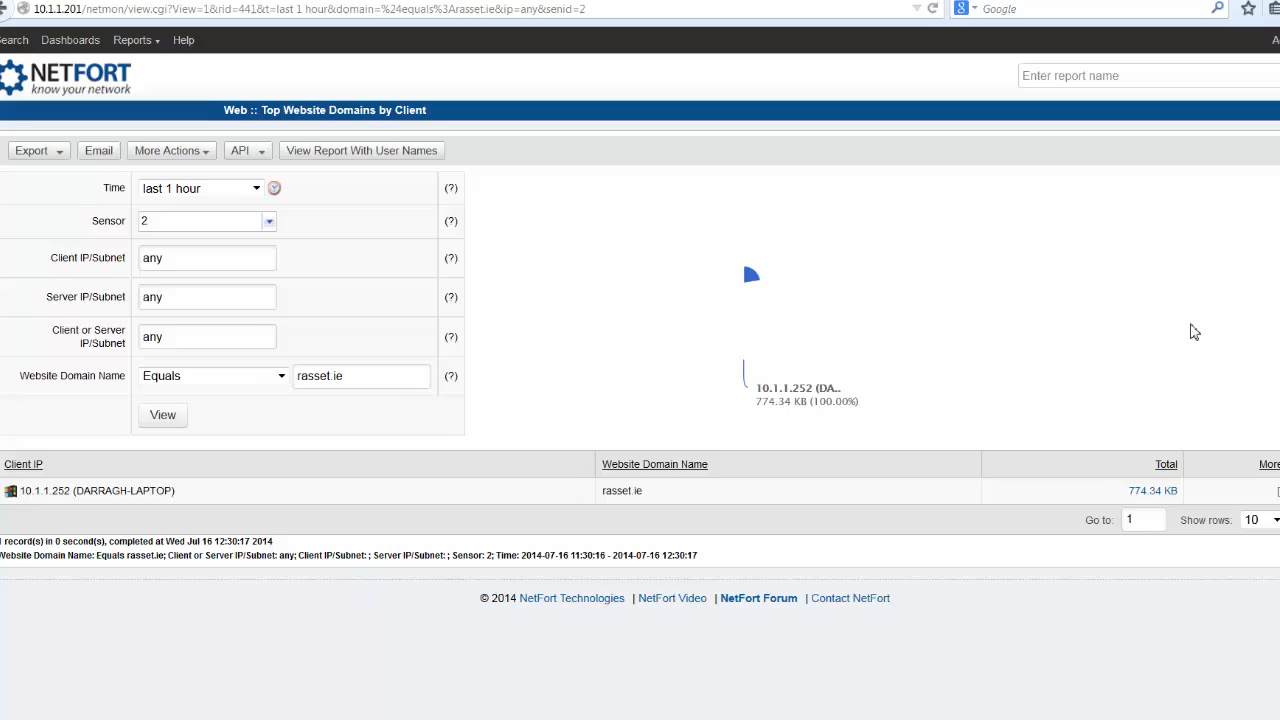 10.1.1.201/netmon/view.cgi?View=1&rid=441&t=last 1 hour&domain=%24equals%3Arasset.ie&ip=any&senid=2
Google
Search Dashboards Reports Help
NETFORT
know your network
Enter report name
Web :: Top Website Domains by Client
Export Email More Actions API View Report With User Names
Time last 1 hour (?)
Sensor 2 (?)
Client IP/Subnet any (?)
Server IP/Subnet any (?)
Client or Server
IP/Subnet any (?)
Website Domain Name Equals rasset.ie (?)
View
10.1.1.252 (DA..
774.34 KB (100.00%)
Client IP Website Domain Name Total More
10.1.1.252 (DARRAGH-LAPTOP) rasset.ie 774.34 KB
Go to: 1 Show rows: 10
record(s) in 0 second(s), completed at Wed Jul 16 12:30:17 2014
Website Domain Name: Equals rasset.ie; Client or Server IP/Subnet: any; Client IP/Subnet: ; Server IP/Subnet: ; Sensor: 2; Time: 2014-07-16 11:30:16 - 2014-07-16 12:30:17
© 2014 NetFort Technologies | NetFort Video | NetFort Forum | Contact NetFort